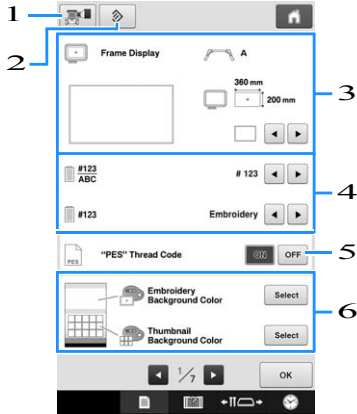 1
2
Frame Display
A
360 mm
200 mm
3
#123
ABC
# 123
4
#123
Embroidery
PES
"PES" Thread Code
ON
OFF
5
Embroidery
Background Color
Select
6
Thumbnail
Background Color
Select
1/7
OK